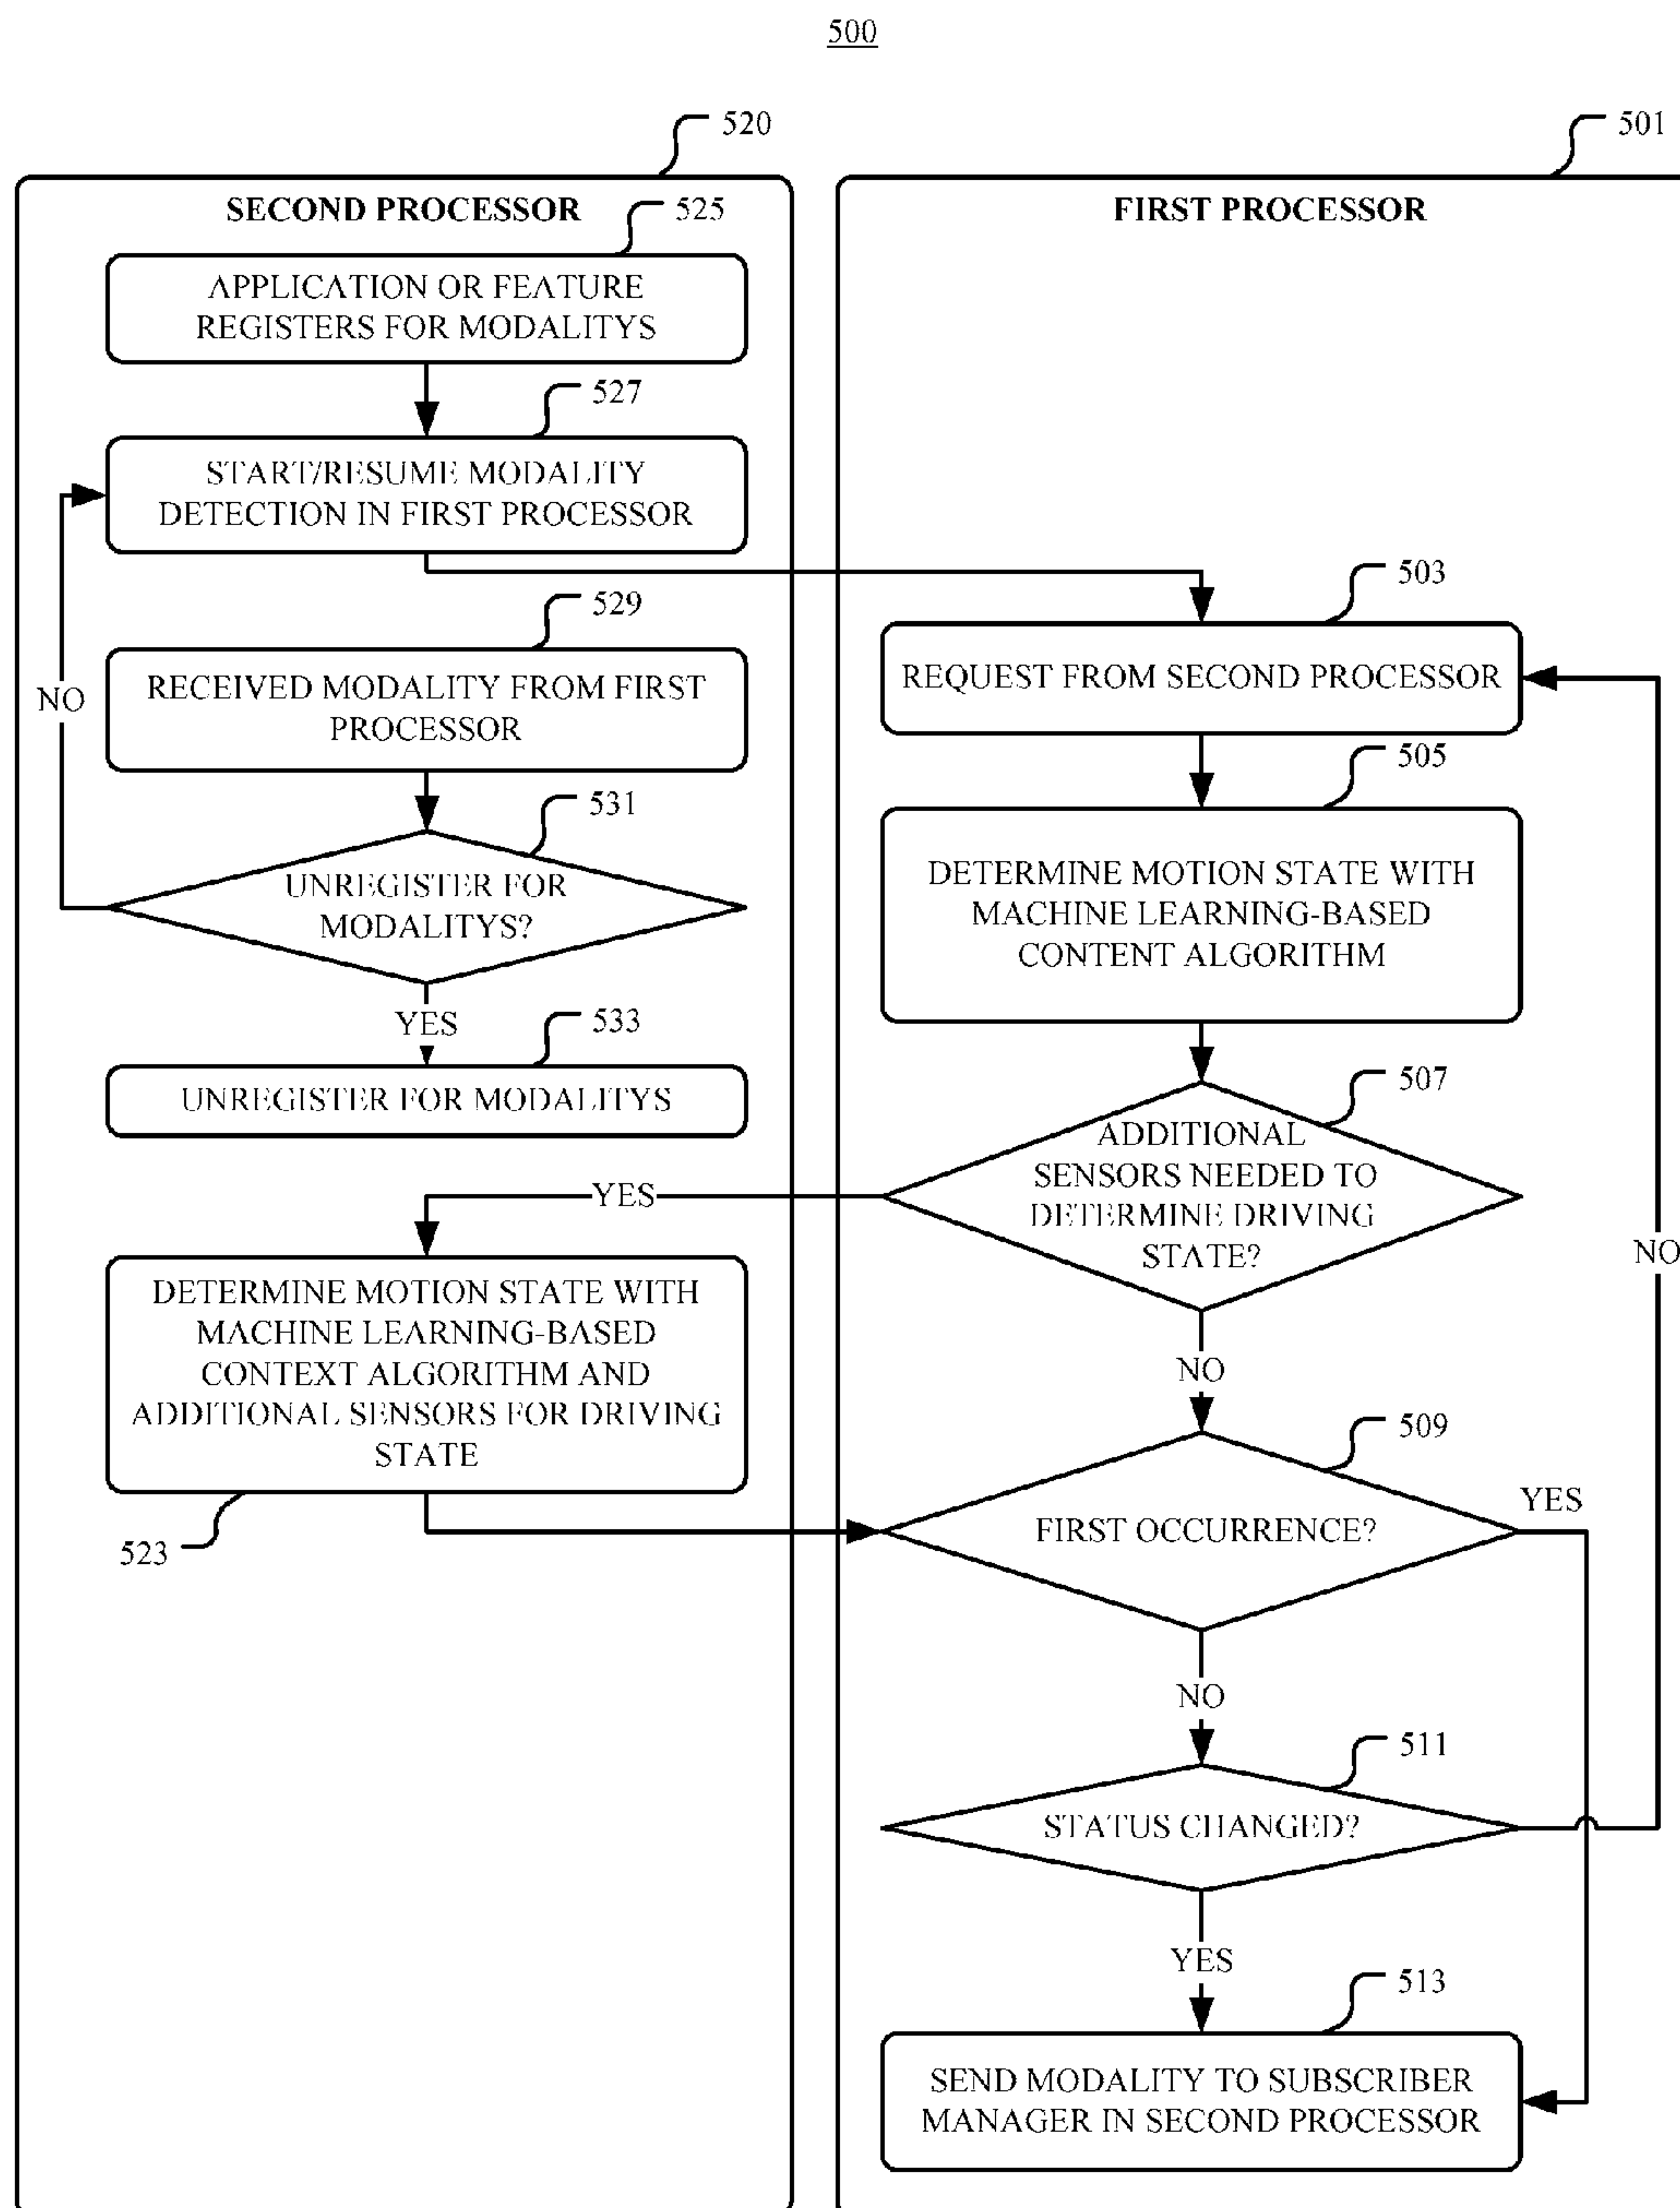 500
520
501
SECOND PROCESSOR
525
APPLICATION OR FEATURE
REGISTERS FOR MODALITYS
527
START/RESUME MODALITY
DETECTION IN FIRST PROCESSOR
529
RECEIVED MODALITY FROM FIRST
PROCESSOR
NO
531
UNREGISTER FOR
MODALITYS?
YES
533
UNREGISTER FOR MODALITYS
YES
DETERMINE MOTION STATE WITH
MACHINE LEARNING-BASED
CONTEXT ALGORITHM AND
ADDITIONAL SENSORS FOR DRIVING
STATE
523
FIRST PROCESSOR
503
REQUEST FROM SECOND PROCESSOR
505
DETERMINE MOTION STATE WITH
MACHINE LEARNING-BASED
CONTENT ALGORITHM
507
ADDITIONAL
SENSORS NEEDED TO
DETERMINE DRIVING
STATE?
NO
NO
509
YES
FIRST OCCURRENCE?
NO
511
STATUS CHANGED?
YES
513
SEND MODALITY TO SUBSCRIBER
MANAGER IN SECOND PROCESSOR